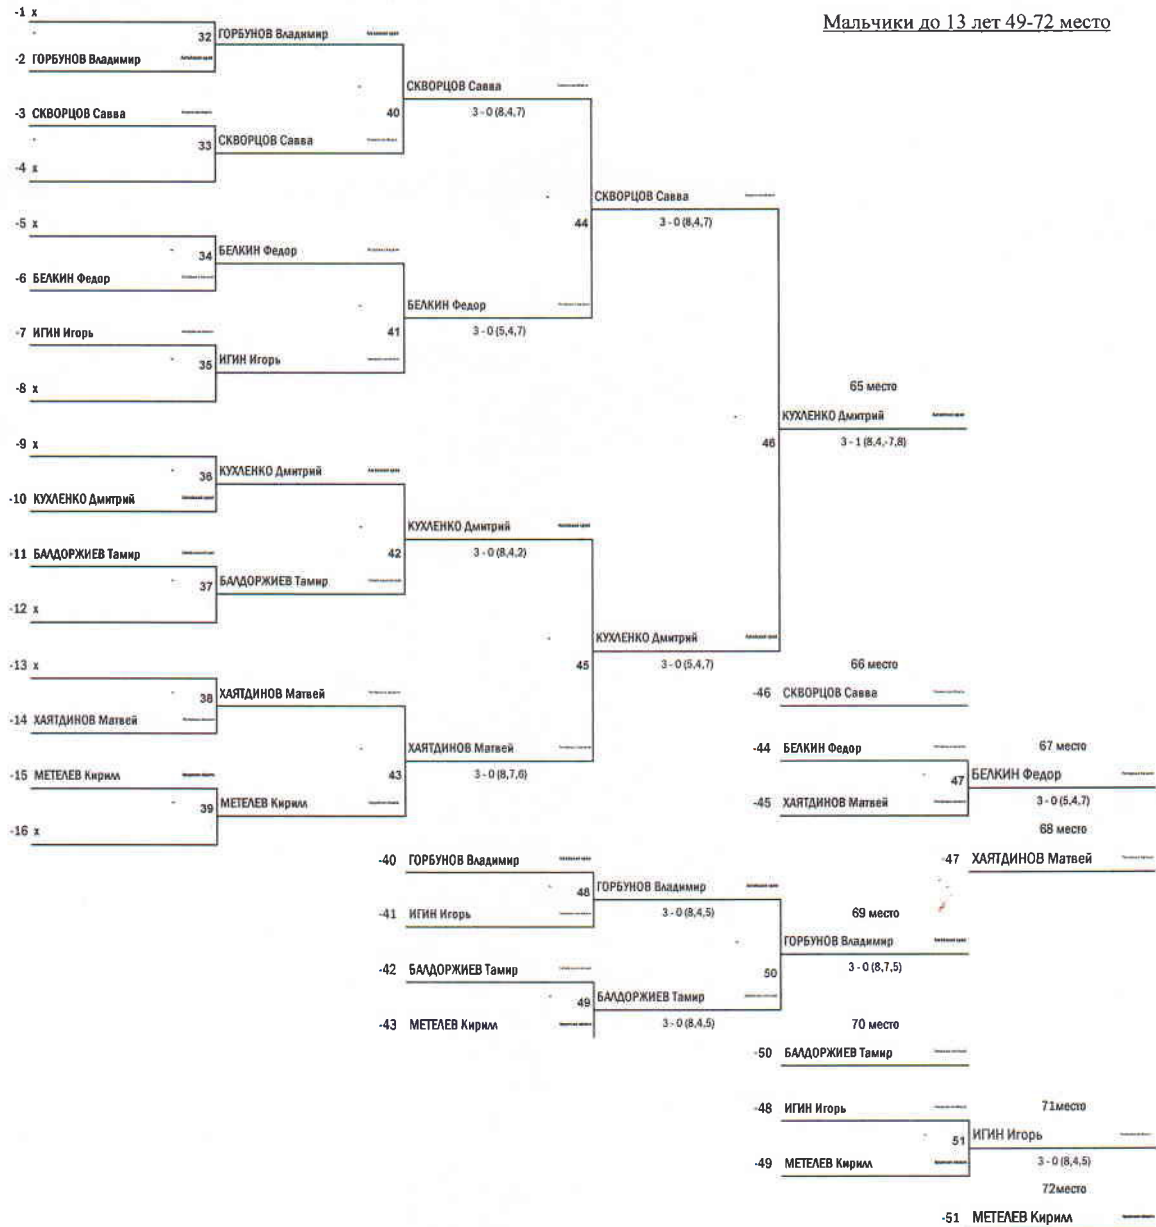 Мальчики до 13 лет 49-72 место
-1 x
32 ГОРБУНОВ Владимир
-2 ГОРБУНОВ Владимир
СКВОРЦОВ Савва
40 3 - 0 (8,4,7)
-3 СКВОРЦОВ Савва
33 СКВОРЦОВ Савва
-4 x
СКВОРЦОВ Савва
44 3 - 0 (8,4,7)
-5 x
34 БЕЛКИН Федор
-6 БЕЛКИН Федор
БЕЛКИН Федор
41 3 - 0 (5,4,7)
-7 ИГИН Игорь
35 ИГИН Игорь
-8 x
65 место
КУХЛЕНКО Дмитрий
46 3 - 1 (8,4,-7,8)
-9 x
36 КУХЛЕНКО Дмитрий
-10 КУХЛЕНКО Дмитрий
КУХЛЕНКО Дмитрий
42 3 - 0 (8,4,2)
-11 БАЛДОРЖИЕВ Тамир
37 БАЛДОРЖИЕВ Тамир
-12 x
КУХЛЕНКО Дмитрий
45 3 - 0 (5,4,7)
-13 x
38 ХАЯТДИНОВ Матвей
-14 ХАЯТДИНОВ Матвей
ХАЯТДИНОВ Матвей
43 3 - 0 (8,7,6)
-15 МЕТЕЛЕВ Кирилл
39 МЕТЕЛЕВ Кирилл
-16 x
66 место
-46 СКВОРЦОВ Савва
-44 БЕЛКИН Федор
67 место
47 БЕЛКИН Федор
3 - 0 (5,4,7)
-45 ХАЯТДИНОВ Матвей
68 место
-47 ХАЯТДИНОВ Матвей
-40 ГОРБУНОВ Владимир
48 ГОРБУНОВ Владимир
3 - 0 (8,4,5)
-41 ИГИН Игорь
69 место
ГОРБУНОВ Владимир
50 3 - 0 (8,7,5)
-42 БАЛДОРЖИЕВ Тамир
49 БАЛДОРЖИЕВ Тамир
3 - 0 (8,4,5)
-43 МЕТЕЛЕВ Кирилл
70 место
-50 БАЛДОРЖИЕВ Тамир
-48 ИГИН Игорь
71место
51 ИГИН Игорь
3 - 0 (8,4,5)
-49 МЕТЕЛЕВ Кирилл
72место
-51 МЕТЕЛЕВ Кирилл